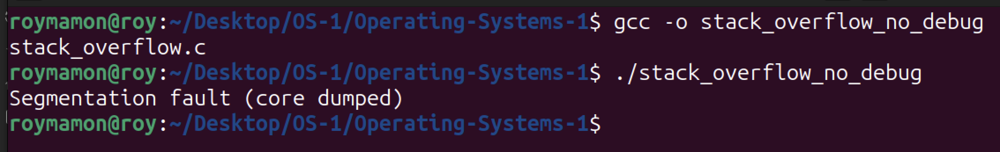 roymamon@roy:~/Desktop/OS-1/Operating-Systems-1$ gcc -o stack_overflow_no_debug
stack_overflow.c
roymamon@roy:~/Desktop/OS-1/Operating-Systems-1$ ./stack_overflow_no_debug
Segmentation fault (core dumped)
roymamon@roy:~/Desktop/OS-1/Operating-Systems-1$